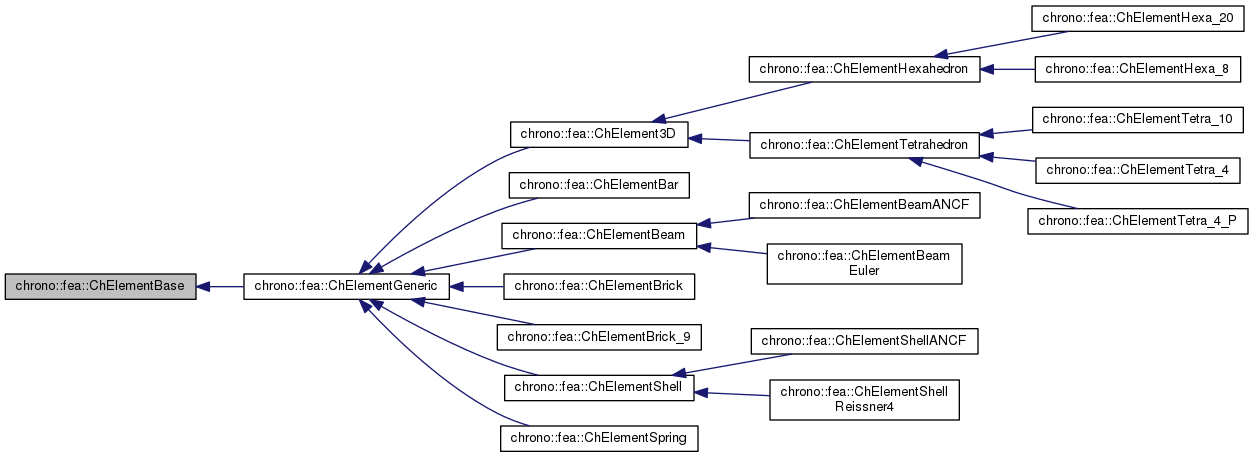 chrono::fea::ChElementBase
chrono::fea::ChElementGeneric
chrono::fea::ChElement3D
chrono::fea::ChElementHexahedron
chrono::fea::ChElementHexa_20
chrono::fea::ChElementHexa_8
chrono::fea::ChElementTetrahedron
chrono::fea::ChElementTetra_10
chrono::fea::ChElementTetra_4
chrono::fea::ChElementTetra_4_P
chrono::fea::ChElementBar
chrono::fea::ChElementBeam
chrono::fea::ChElementBeamANCF
chrono::fea::ChElementBeam
Euler
chrono::fea::ChElementBrick
chrono::fea::ChElementBrick_9
chrono::fea::ChElementShell
chrono::fea::ChElementShellANCF
chrono::fea::ChElementShell
Reissner4
chrono::fea::ChElementSpring